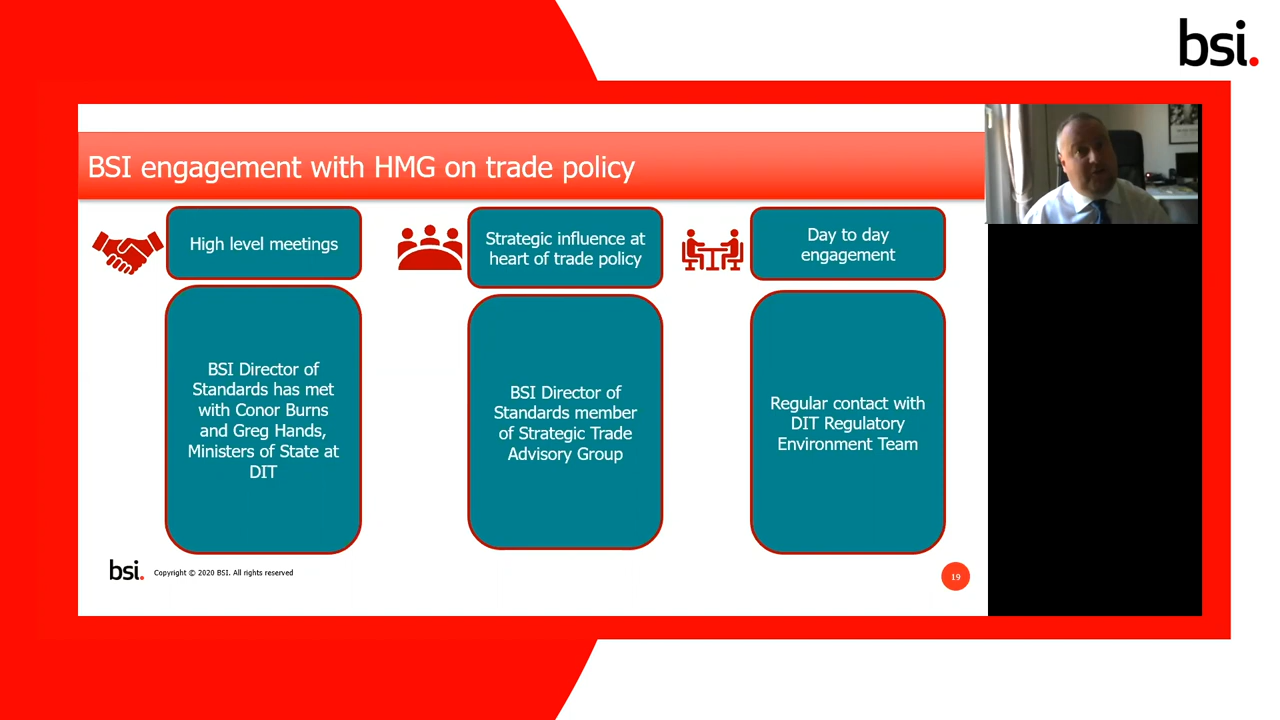 bsi.
BSI engagement with HMG on trade policy
High level meetings
BSI Director of
Standards has met
with Conor Burns
and Greg Hands,
Ministers of State at
DIT
Strategic influence at
heart of trade policy
BSI Director of
Standards member
of Strategic Trade
Advisory Group
Day to day
engagement
Regular contact with
DIT Regulatory
Environment Team
bsi.
Copyright © 2020 BSI. All rights reserved
19